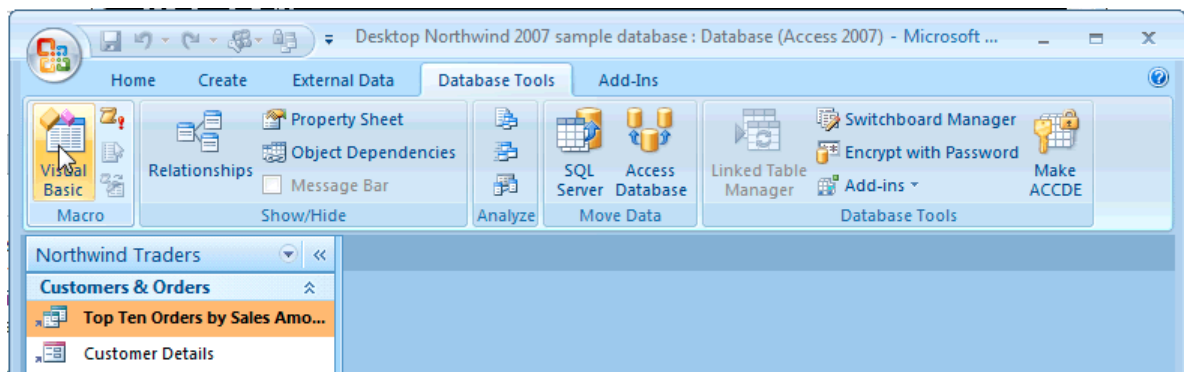 Desktop Northwind 2007 sample database : Database (Access 2007) - Microsoft ...
Home Create External Data Database Tools Add-Ins
Visual Basic
Macro
Relationships
Property Sheet
Object Dependencies
Message Bar
Show/Hide
Analyze
SQL Server
Access Database
Move Data
Linked Table Manager
Switchboard Manager
Encrypt with Password
Add-ins
Make ACCDE
Database Tools
Northwind Traders
Customers & Orders
Top Ten Orders by Sales Amo...
Customer Details